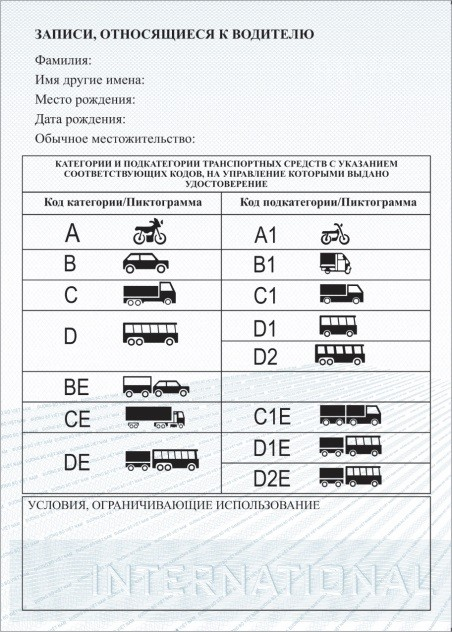 ЗАПИСИ, ОТНОСЯЩИЕСЯ К ВОДИТЕЛЮ
Фамилия:
Имя другие имена:
Место рождения:
Дата рождения:
Обычное местожительство:
КАТЕГОРИИ И ПОДКАТЕГОРИИ ТРАНСПОРТНЫХ СРЕДСТВ С УКАЗАНИЕМ
СООТВЕТСТВУЮЩИХ КОДОВ, НА УПРАВЛЕНИЕ КОТОРЫМИ ВЫДАНО
УДОСТОВЕРЕНИЕ
Код категории/Пиктограмма Код подкатегории/Пиктограмма
A A1
B B1
C C1
D D1
D2
BE
CE C1E
DE D1E
D2E
УСЛОВИЯ, ОГРАНИЧИВАЮЩИЕ ИСПОЛЬЗОВАНИЕ
INTERNATIONAL